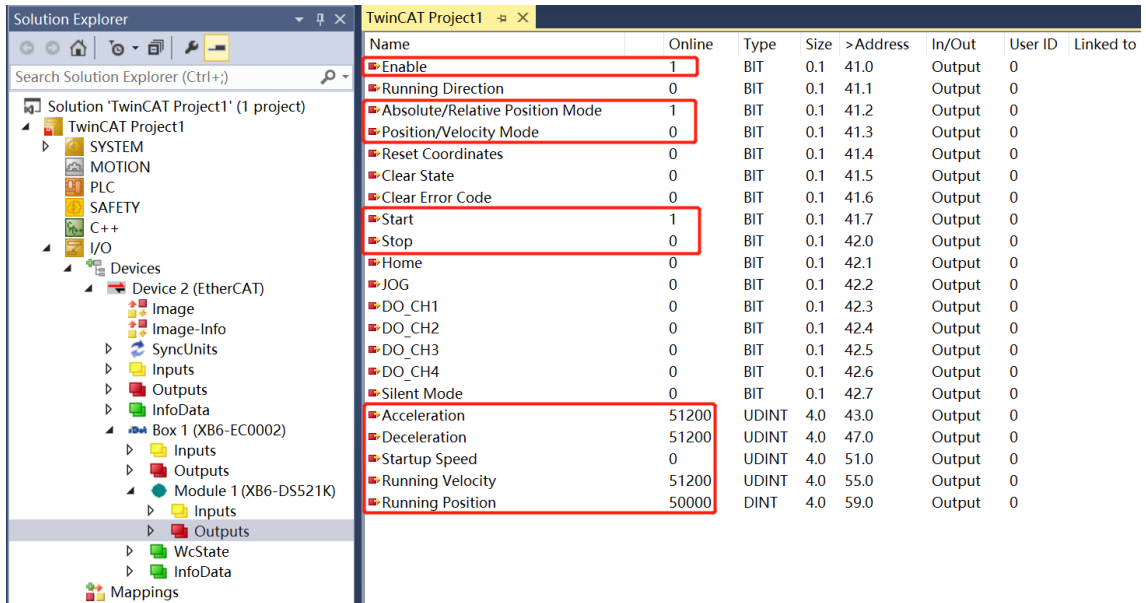 Solution Explorer
Search Solution Explorer (Ctrl+;)
Solution 'TwinCAT Project1' (1 project)
TwinCAT Project1
SYSTEM
MOTION
PLC
SAFETY
C++
I/O
Devices
Device 2 (EtherCAT)
Image
Image-Info
SyncUnits
Inputs
Outputs
InfoData
Box 1 (XB6-EC0002)
Inputs
Outputs
Module 1 (XB6-DS521K)
Inputs
Outputs
WcState
InfoData
Mappings
TwinCAT Project1
Name Online Type Size >Address In/Out User ID Linked to
Enable 1 BIT 0.1 41.0 Output 0
Running Direction 0 BIT 0.1 41.1 Output 0
Absolute/Relative Position Mode 1 BIT 0.1 41.2 Output 0
Position/Velocity Mode 0 BIT 0.1 41.3 Output 0
Reset Coordinates 0 BIT 0.1 41.4 Output 0
Clear State 0 BIT 0.1 41.5 Output 0
Clear Error Code 0 BIT 0.1 41.6 Output 0
Start 1 BIT 0.1 41.7 Output 0
Stop 0 BIT 0.1 42.0 Output 0
Home 0 BIT 0.1 42.1 Output 0
JOG 0 BIT 0.1 42.2 Output 0
DO_CH1 0 BIT 0.1 42.3 Output 0
DO_CH2 0 BIT 0.1 42.4 Output 0
DO_CH3 0 BIT 0.1 42.5 Output 0
DO_CH4 0 BIT 0.1 42.6 Output 0
Silent Mode 0 BIT 0.1 42.7 Output 0
Acceleration 51200 UDINT 4.0 43.0 Output 0
Deceleration 51200 UDINT 4.0 47.0 Output 0
Startup Speed 0 UDINT 4.0 51.0 Output 0
Running Velocity 51200 UDINT 4.0 55.0 Output 0
Running Position 50000 DINT 4.0 59.0 Output 0